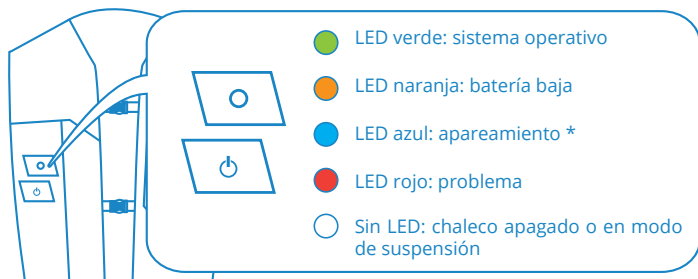 LED verde: sistema operativo
LED naranja: batería baja
LED azul: apareamiento *
LED rojo: problema
Sin LED: chaleco apagado o en modo
de suspensión